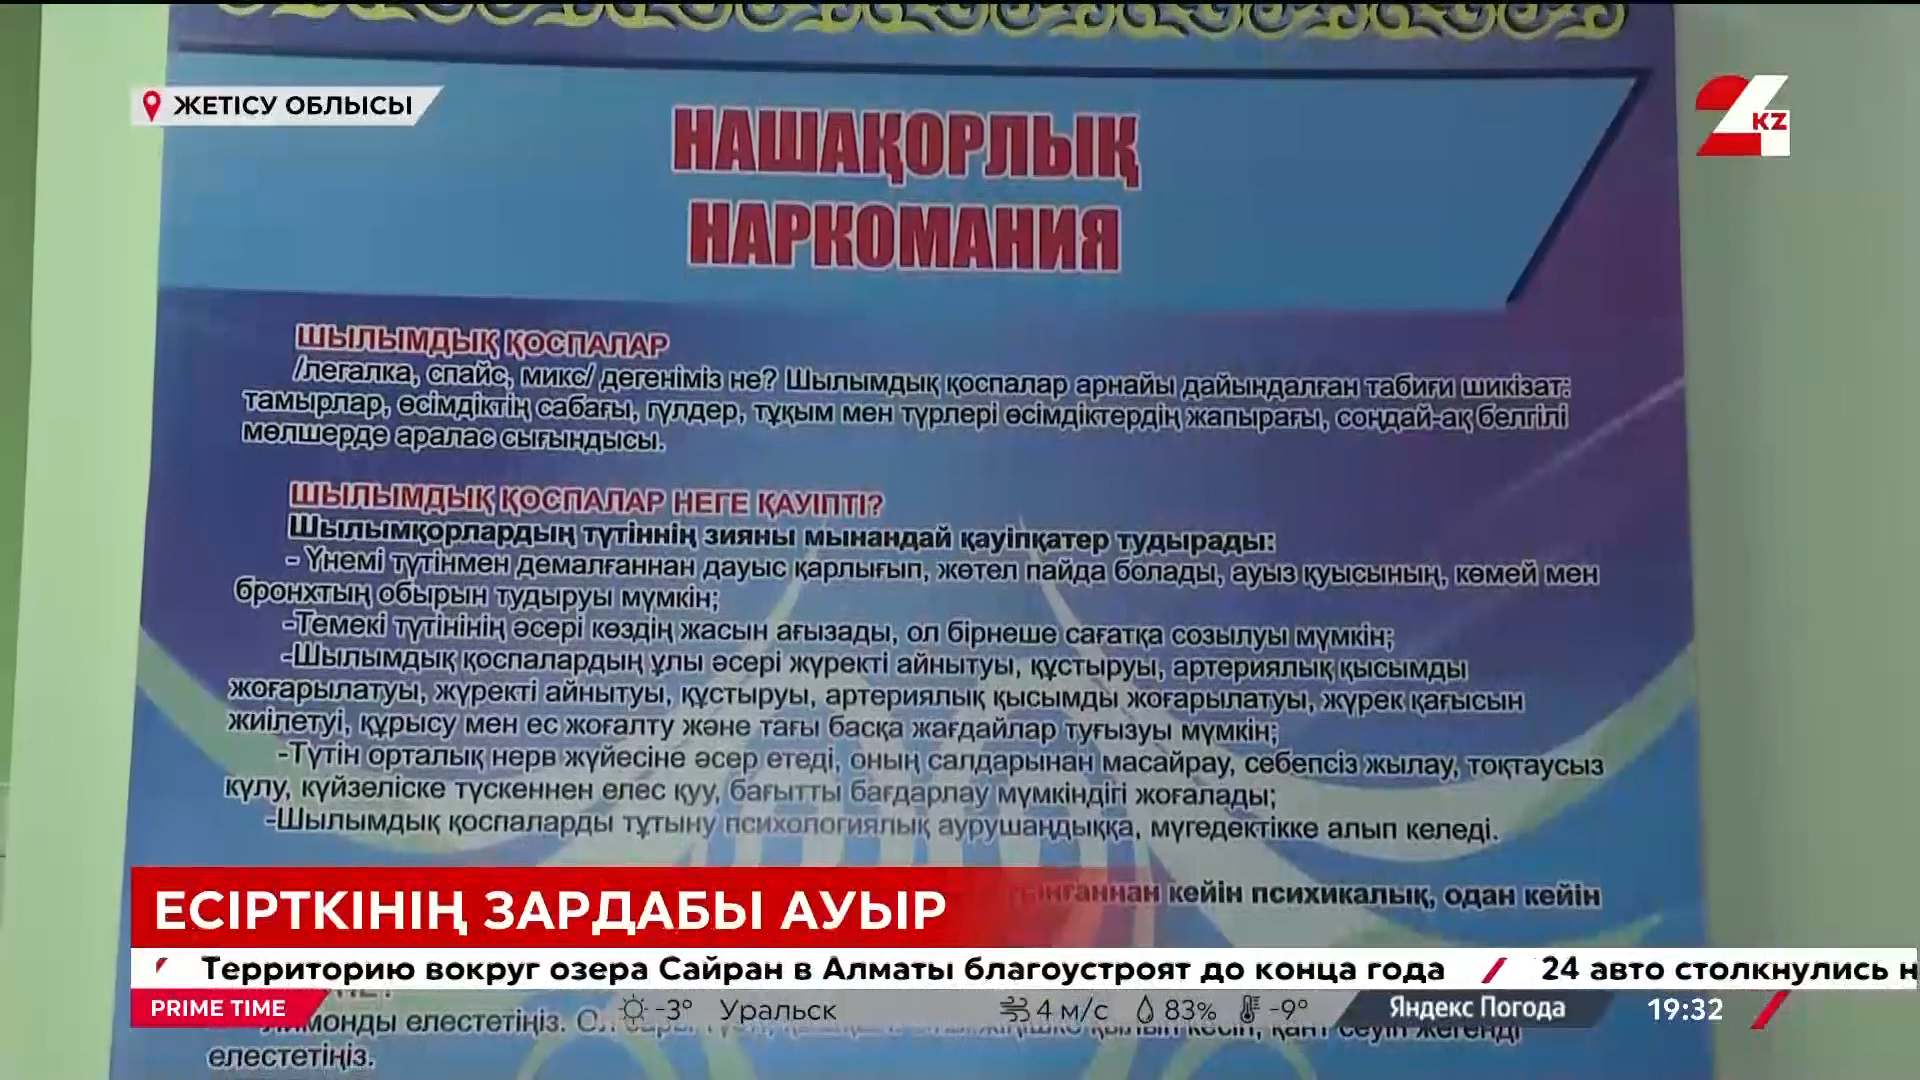 ЖЕТІСУ ОБЛЫСЫ
24 KZ
НАШАҚОРЛЫҚ
НАРКОМАНИЯ
ШЫЛЫМДЫҚ ҚОСПАЛАР
/легалка, спайс, микс/ дегеніміз не? Шылымдық қоспалар арнайы дайындалған табиғи шикізат:
тамырлар, өсімдіктің сабағы, гүлдер, тұқым мен түрлері өсімдіктердің жапырағы, сондай-ақ белгілі
мөлшерде аралас сығындысы.
ШЫЛЫМДЫҚ ҚОСПАЛАР НЕГЕ ҚАУІПТІ?
Шылымқорлардың түтіннің зияны мынандай қауіпқатер тудырады:
- Үнемі түтінмен демалғаннан дауыс қарлығып, жөтел пайда болады, ауыз қуысының, көмей мен
бронхтың обырын тудыруы мүмкін;
-Темекі түтінінің әсері көздің жасын ағызады, ол бірнеше сағатқа созылуы мүмкін;
-Шылымдық қоспалардың ұлы әсері жүректі айнытуы, құстыруы, артериялық қысымды
жоғарылатуы, жүректі айнытуы, құстыруы, артериялық қысымды жоғарылатуы, жүрек қағысын
жиілетуі, құрысу мен ес жоғалту және тағы басқа жағдайлар туғызуы мүмкін;
-Түтін орталық нерв жүйесіне әсер етеді, оның салдарынан масайрау, себепсіз жылау, тоқтаусыз
күлу, күйзеліске түскеннен елес қуу, бағытты бағдарлау мүмкіндігі жоғалады;
-Шылымдық қоспаларды тұтыну психологиялық аурушаңдыққа, мүгедектікке алып келеді.
кейін психикалық, одан кейін
ЕСІРТКІНІҢ ЗАРДАБЫ АУЫР
Территорию вокруг озера Сайран в Алматы благоустроят до конца года / 24 авто столкнулись н
PRIME TIME -3° Уральск 4 м/с 83% -9° Яндекс Погода 19:32
елестетіңіз.
елестетіңіз.